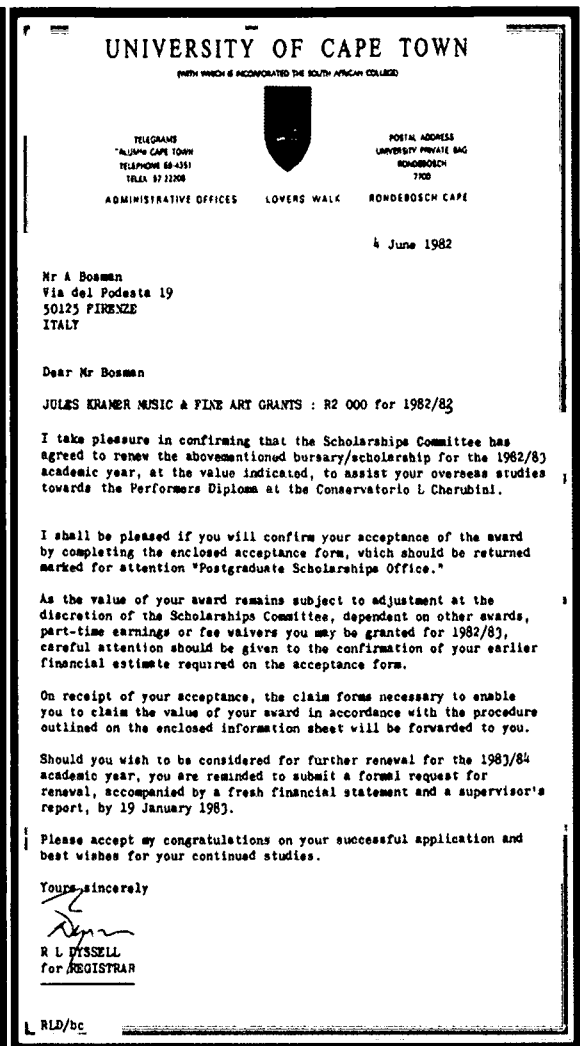 UNIVERSITY OF CAPE TOWN
(WITH WHICH IS INCORPORATED THE SOUTH AFRICAN COLLEGE)
TELEGRAMS
"ALUMNI CAPE TOWN
TELEPHONE 69-4351
TELEX 57 22208
POSTAL ADDRESS
UNIVERSITY PRIVATE BAG
RONDEBOSCH
7700
ADMINISTRATIVE OFFICES LOVERS WALK RONDEBOSCH CAPE
4 June 1982
Mr A Bosman
Via del Podesta 19
50125 FIRENZE
ITALY
Dear Mr Bosman
JULES KRAMER MUSIC & FINE ART GRANTS : R2 000 for 1982/83
I take pleasure in confirming that the Scholarships Committee has
agreed to renew the abovementioned bursary/scholarship for the 1982/83
academic year, at the value indicated, to assist your overseas studies
towards the Performers Diploma at the Conservatorio L Cherubini.
I shall be pleased if you will confirm your acceptance of the award
by completing the enclosed acceptance form, which should be returned
marked for attention "Postgraduate Scholarships Office."
As the value of your award remains subject to adjustment at the
discretion of the Scholarships Committee, dependent on other awards,
part-time earnings or fee waivers you may be granted for 1982/83,
careful attention should be given to the confirmation of your earlier
financial estimate required on the acceptance form.
On receipt of your acceptance, the claim forms necessary to enable
you to claim the value of your award in accordance with the procedure
outlined on the enclosed information sheet will be forwarded to you.
Should you wish to be considered for further renewal for the 1983/84
academic year, you are reminded to submit a formal request for
renewal, accompanied by a fresh financial statement and a supervisor's
report, by 19 January 1983.
Please accept my congratulations on your successful application and
best wishes for your continued studies.
Yours sincerely
R L DYSSELL
for REGISTRAR
RLD/bc